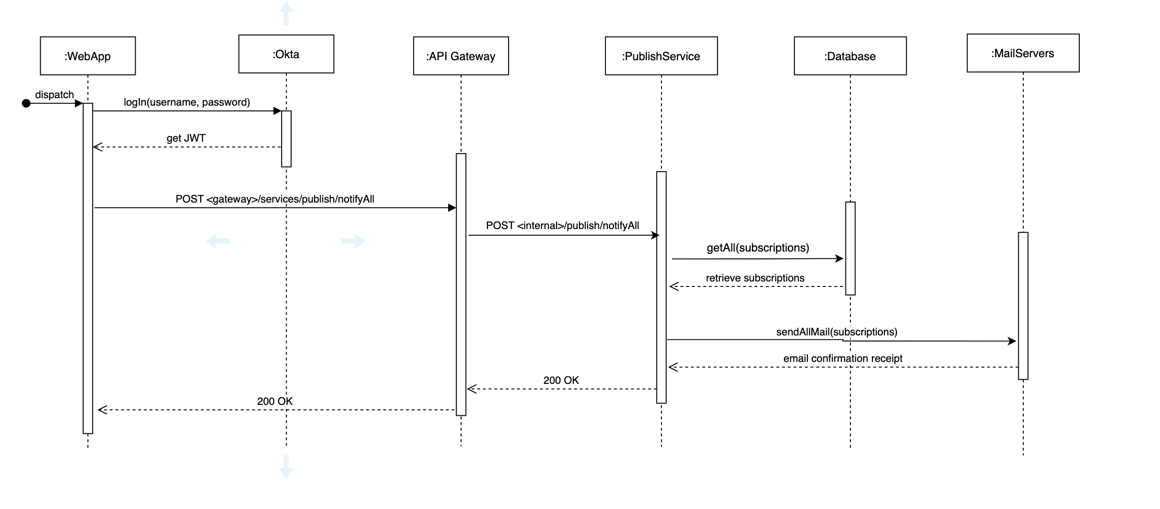 :WebApp
:Okta
:API Gateway
:PublishService
:Database
:MailServers
dispatch
logIn(username, password)
get JWT
POST <gateway>/services/publish/notifyAll
POST <internal>/publish/notifyAll
getAll(subscriptions)
retrieve subscriptions
sendAllMail(subscriptions)
email confirmation receipt
200 OK
200 OK